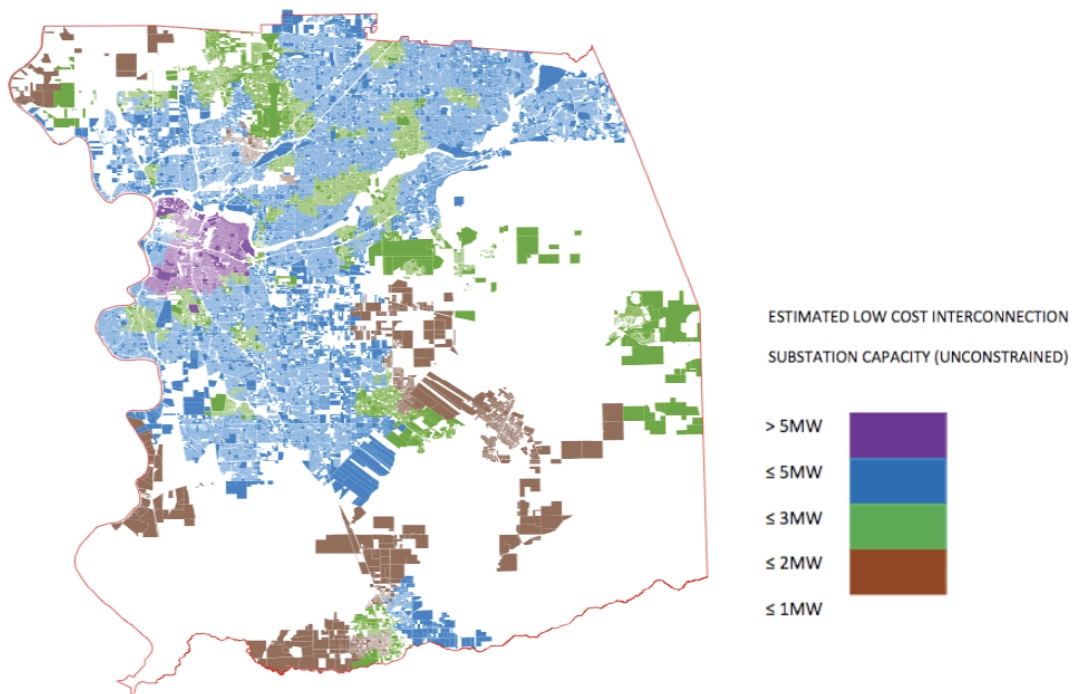 ESTIMATED LOW COST INTERCONNECTION
SUBSTATION CAPACITY (UNCONSTRAINED)
> 5MW
≤ 5MW
≤ 3MW
≤ 2MW
≤ 1MW